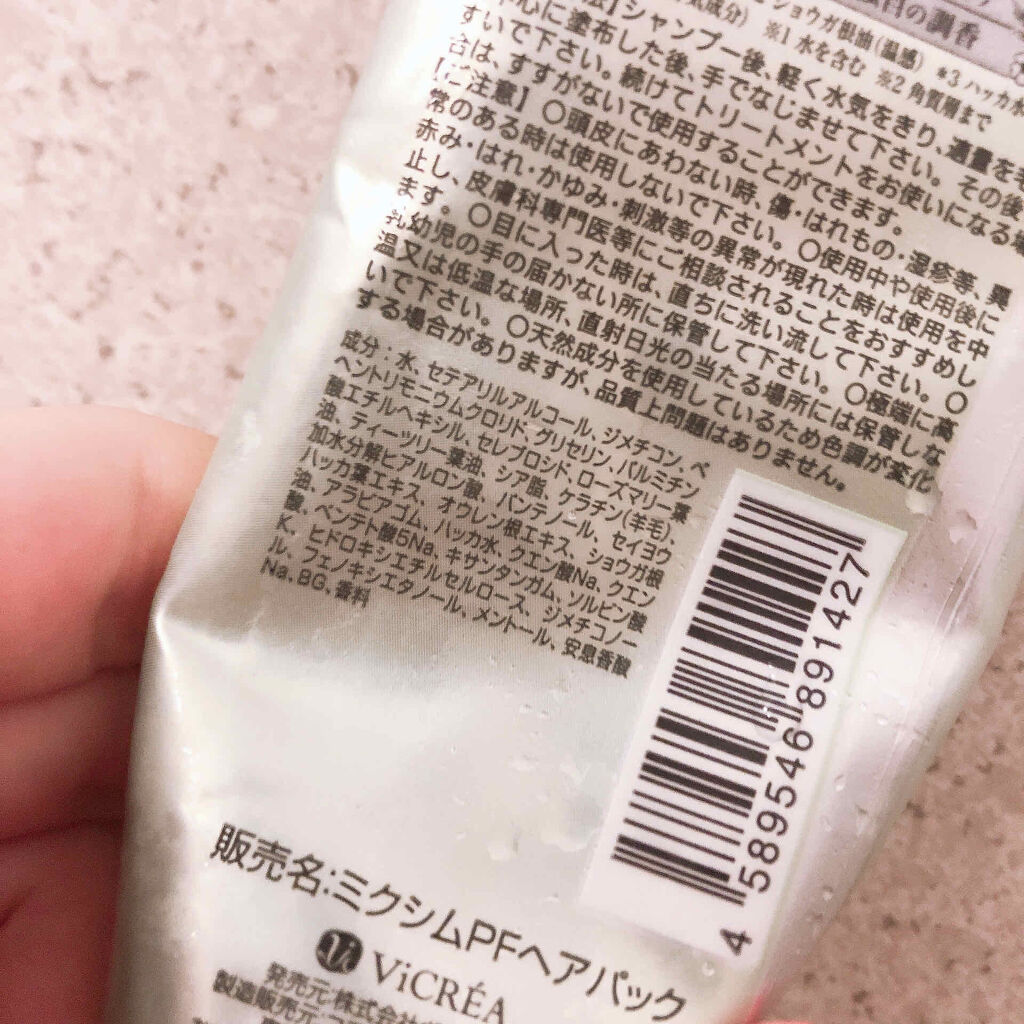 日の調香
気成分) ショウガ根油(温感) *3ハッカ水
※1 水を含む ※2 角質層まで
法】シャンプー後、軽く水気をきり、適量を毛
心に塗布した後、手でなじませて下さい。その後
すいで下さい。続けてトリートメントをお使いになる場
合は、すすがないで使用することができます。
【ご注意】〇頭皮にあわない時、傷・はれもの・湿疹等、異
常のある時は使用しないで下さい。〇使用中や使用後に
赤み・はれ・かゆみ・刺激等の異常が現れた時は使用を中
止し、皮膚科専門医等にご相談されることをおすすめし
ます。〇目に入った時は、直ちに洗い流して下さい。〇
乳幼児の手の届かない所に保管して下さい。〇極端に高
温又は低温な場所、直射日光の当たる場所には保管しな
いで下さい。〇天然成分を使用しているため色調が変化
する場合がありますが、品質上問題はありません。
成分:水、セテアリルアルコール、ジメチコン、ベ
ヘントリモニウムクロリド、グリセリン、パルミチン
酸エチルヘキシル、セレブロシド、ローズマリー葉
油、ティーツリー葉油、シア脂、ケラチン(羊毛)、
加水分解ヒアルロン酸、パンテノール、セイヨウ
ハッカ葉エキス、オウレン根エキス、ショウガ根
油、アラビアゴム、ハッカ水、クエン酸Na、クエン
酸、ペンテト酸5Na、キサンタンガム、ソルビン酸
K、ヒドロキシエチルセルロース、ジメチコノー
ル、フェノキシエタノール、メントール、安息香酸
Na、BG、香料
4 589546 891427
販売名:ミクシムPFヘアパック
Vi ViCRÉA
発売元:株式会社
製造販売元:コ